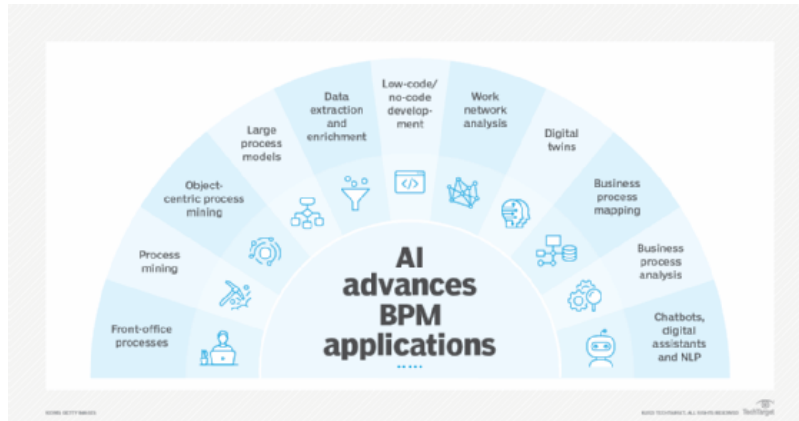 Front-office
processes
Process
mining
Object-
centric process
mining
Large
process
models
Data
extraction
and
enrichment
Low-code/
no-code
develop-
ment
Work
network
analysis
Digital
twins
Business
process
mapping
Business
process
analysis
Chatbots,
digital
assistants
and NLP
AI
advances
BPM
applications
TechTarget